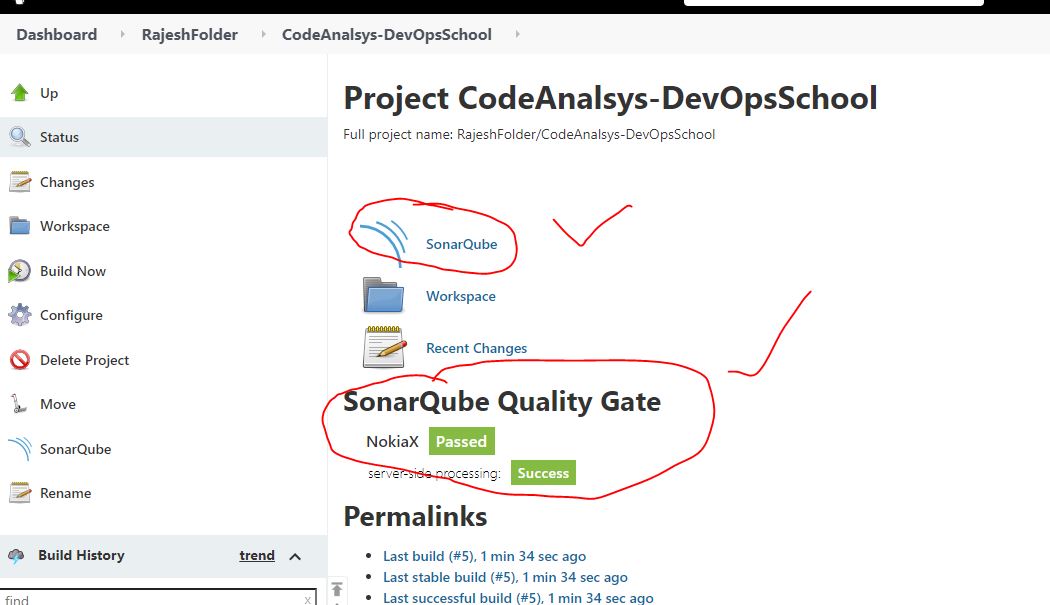 Dashboard RajeshFolder CodeAnalsys-DevOpsSchool
Up
Status
Changes
Workspace
Build Now
Configure
Delete Project
Move
SonarQube
Rename
Build History trend
find x
Project CodeAnalsys-DevOpsSchool
Full project name: RajeshFolder/CodeAnalsys-DevOpsSchool
SonarQube
Workspace
Recent Changes
SonarQube Quality Gate
NokiaX Passed
server-side processing: Success
Permalinks
Last build (#5), 1 min 34 sec ago
Last stable build (#5), 1 min 34 sec ago
Last successful build (#5), 1 min 34 sec ago